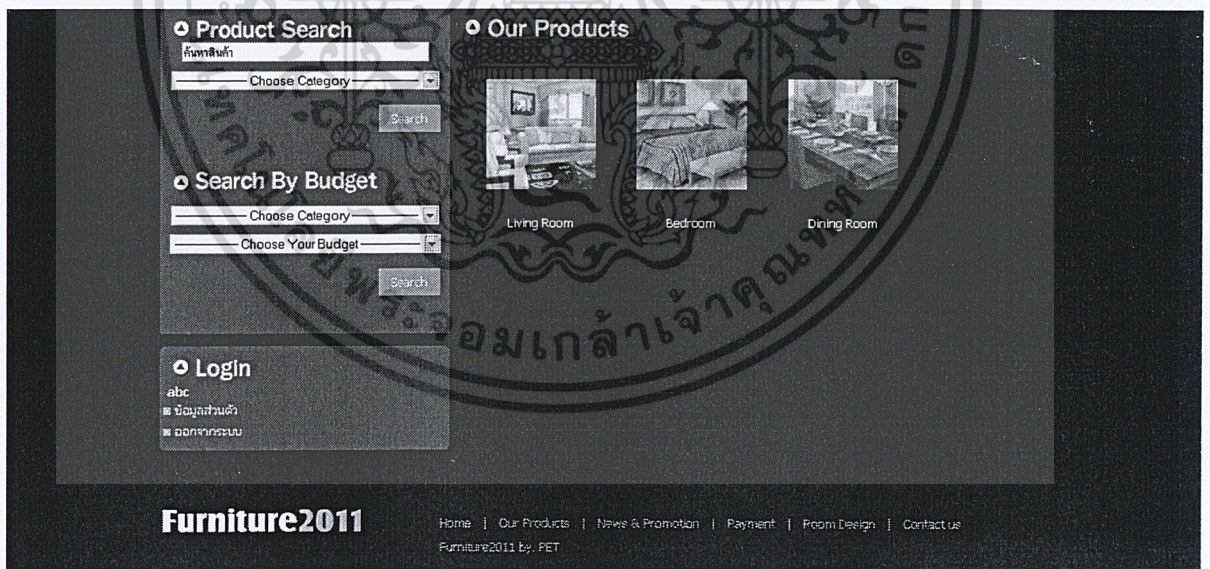 Product Search
ค้นหาสินค้า
Choose Category
Search
Search By Budget
Choose Category
Choose Your Budget
Search
Login
abc
ข้อมูลส่วนตัว
ออกจากระบบ
Our Products
Living Room
Bedroom
Dining Room
จอมเกล้าเจ้าคุณทหาร
Furniture2011
Home | Our Products | News & Promotion | Payment | Room Design | Contact us
Furniture2011 by. PET